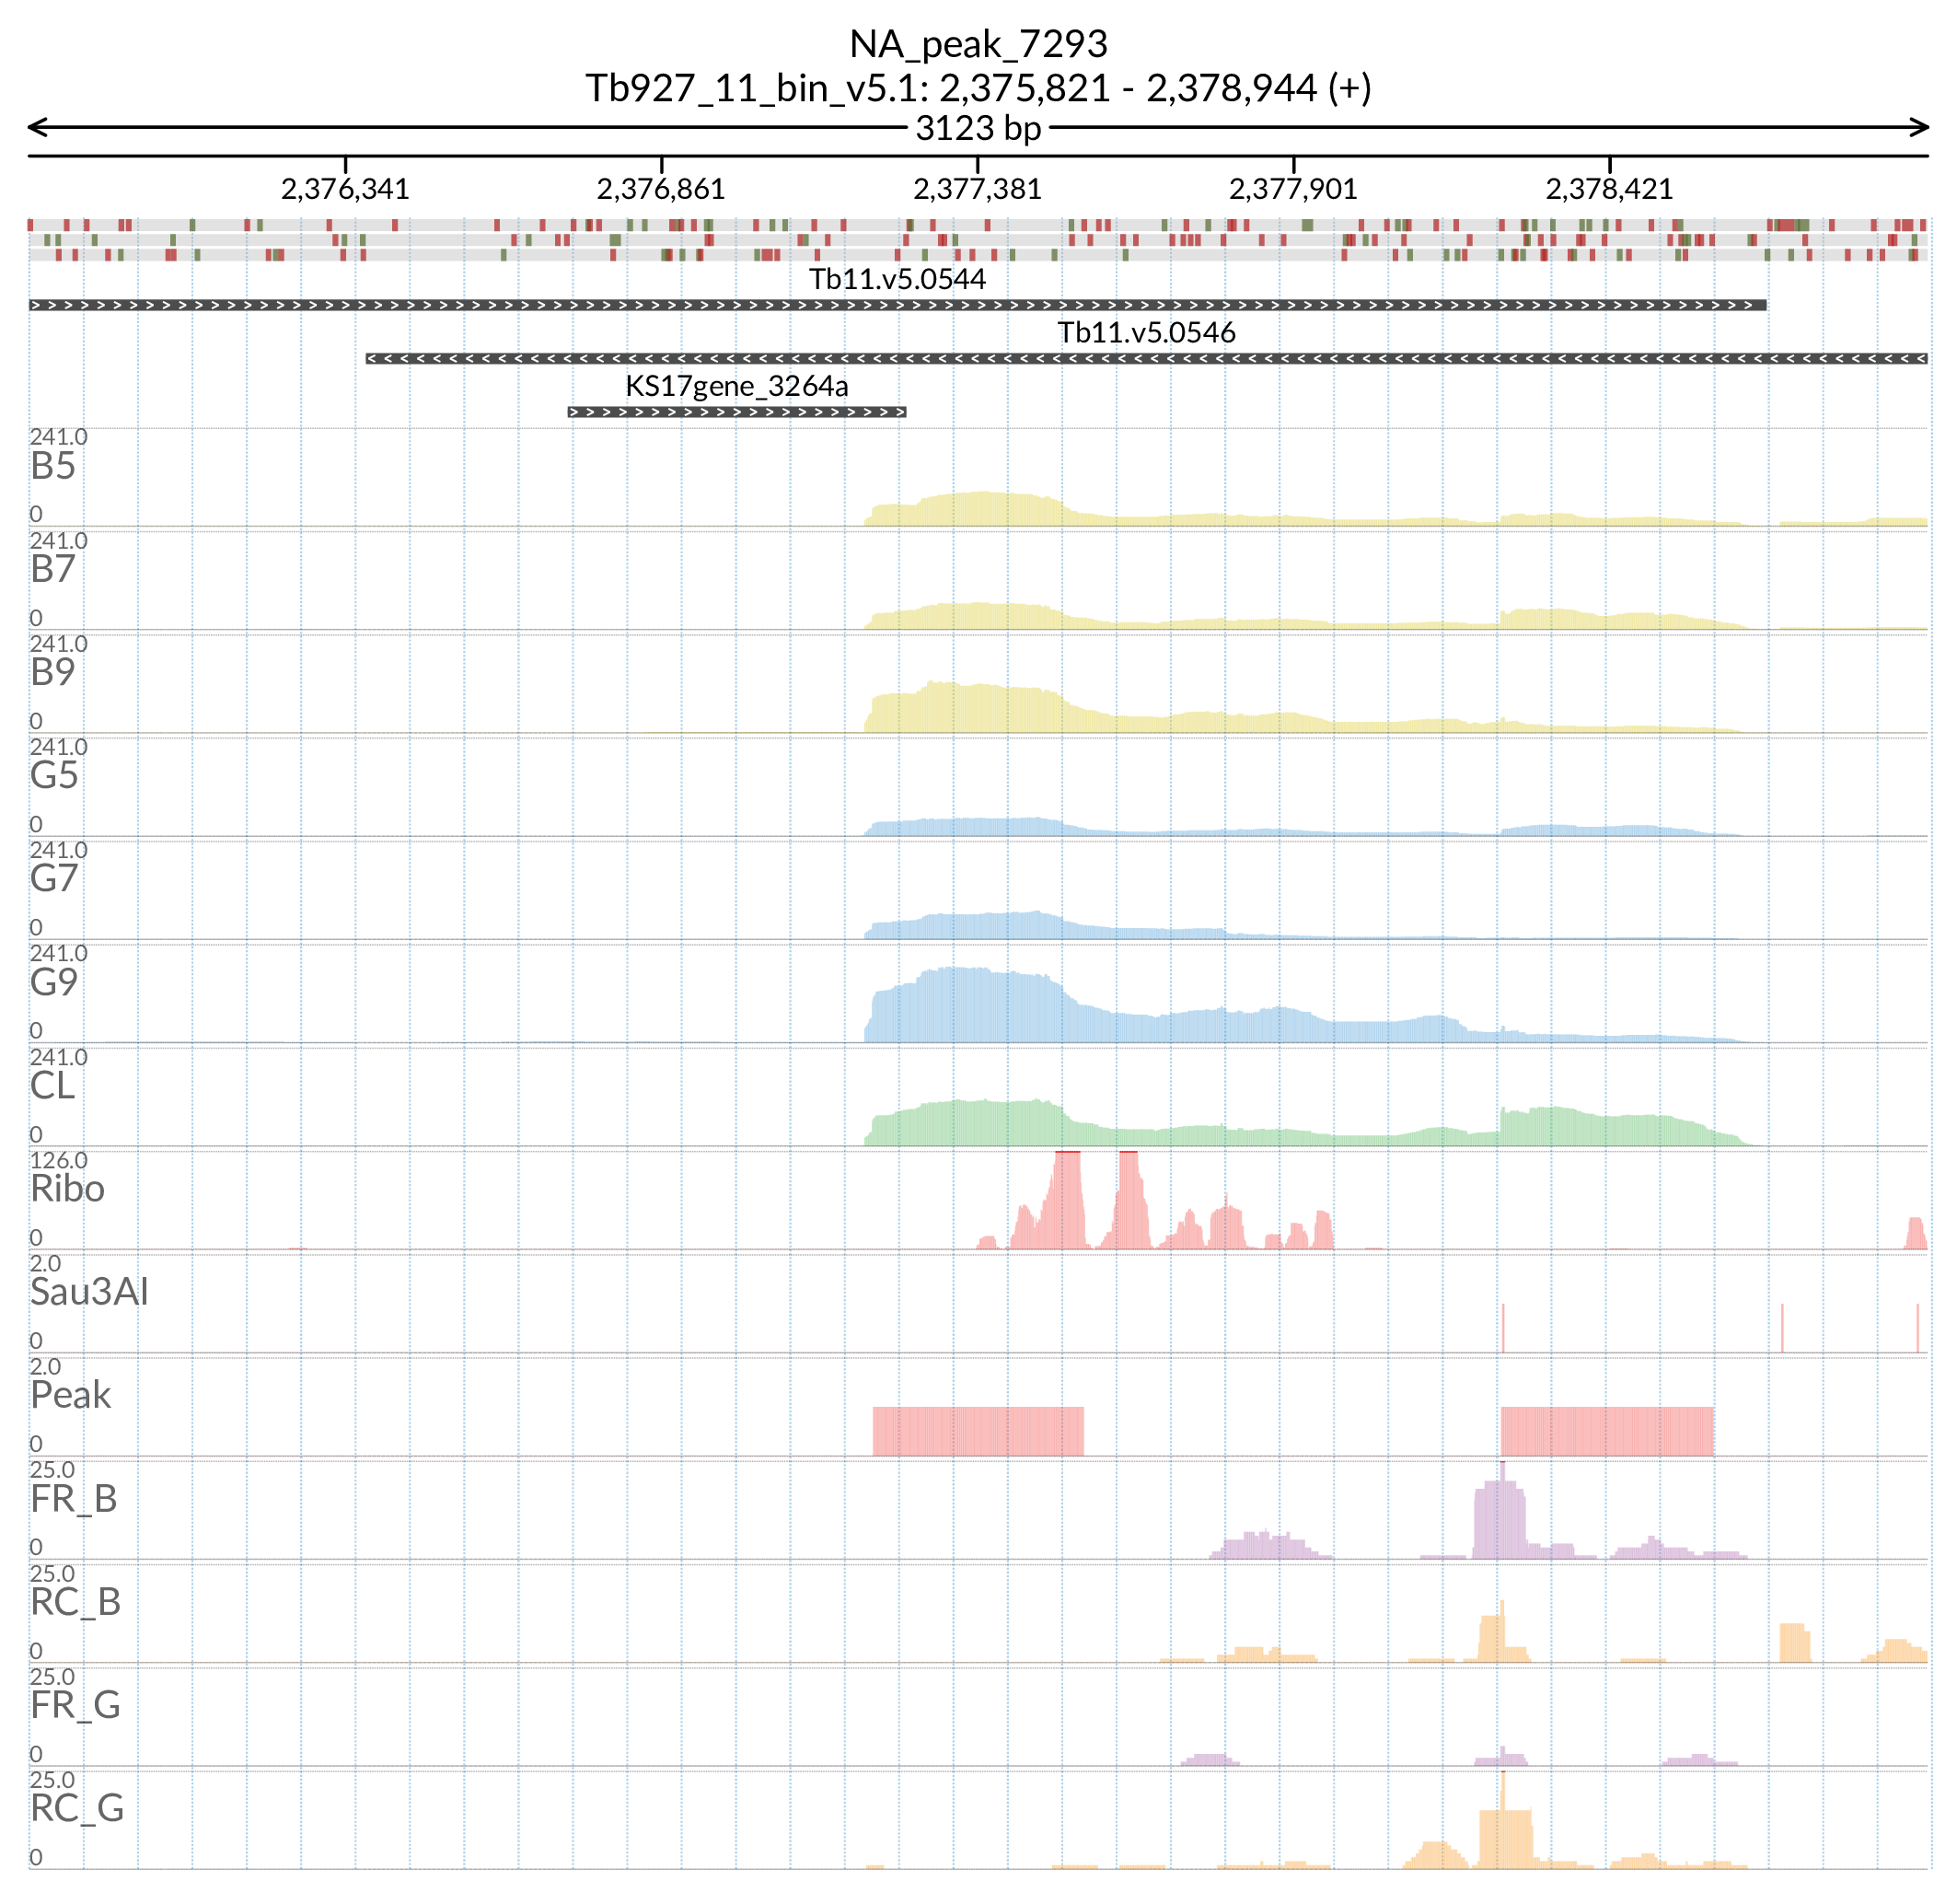 NA_peak_7293
Tb927_11_bin_v5.1: 2,375,821 - 2,378,944 (+)
3123 bp
2,376,341 2,376,861 2,377,381 2,377,901 2,378,421
Tb11.v5.0544
Tb11.v5.0546
KS17gene_3264a
241.0
B5
0
241.0
B7
0
241.0
B9
0
241.0
G5
0
241.0
G7
0
241.0
G9
0
241.0
CL
0
126.0
Ribo
0
2.0
Sau3AI
0
2.0
Peak
0
25.0
FR_B
0
25.0
RC_B
0
25.0
FR_G
0
25.0
RC_G
0